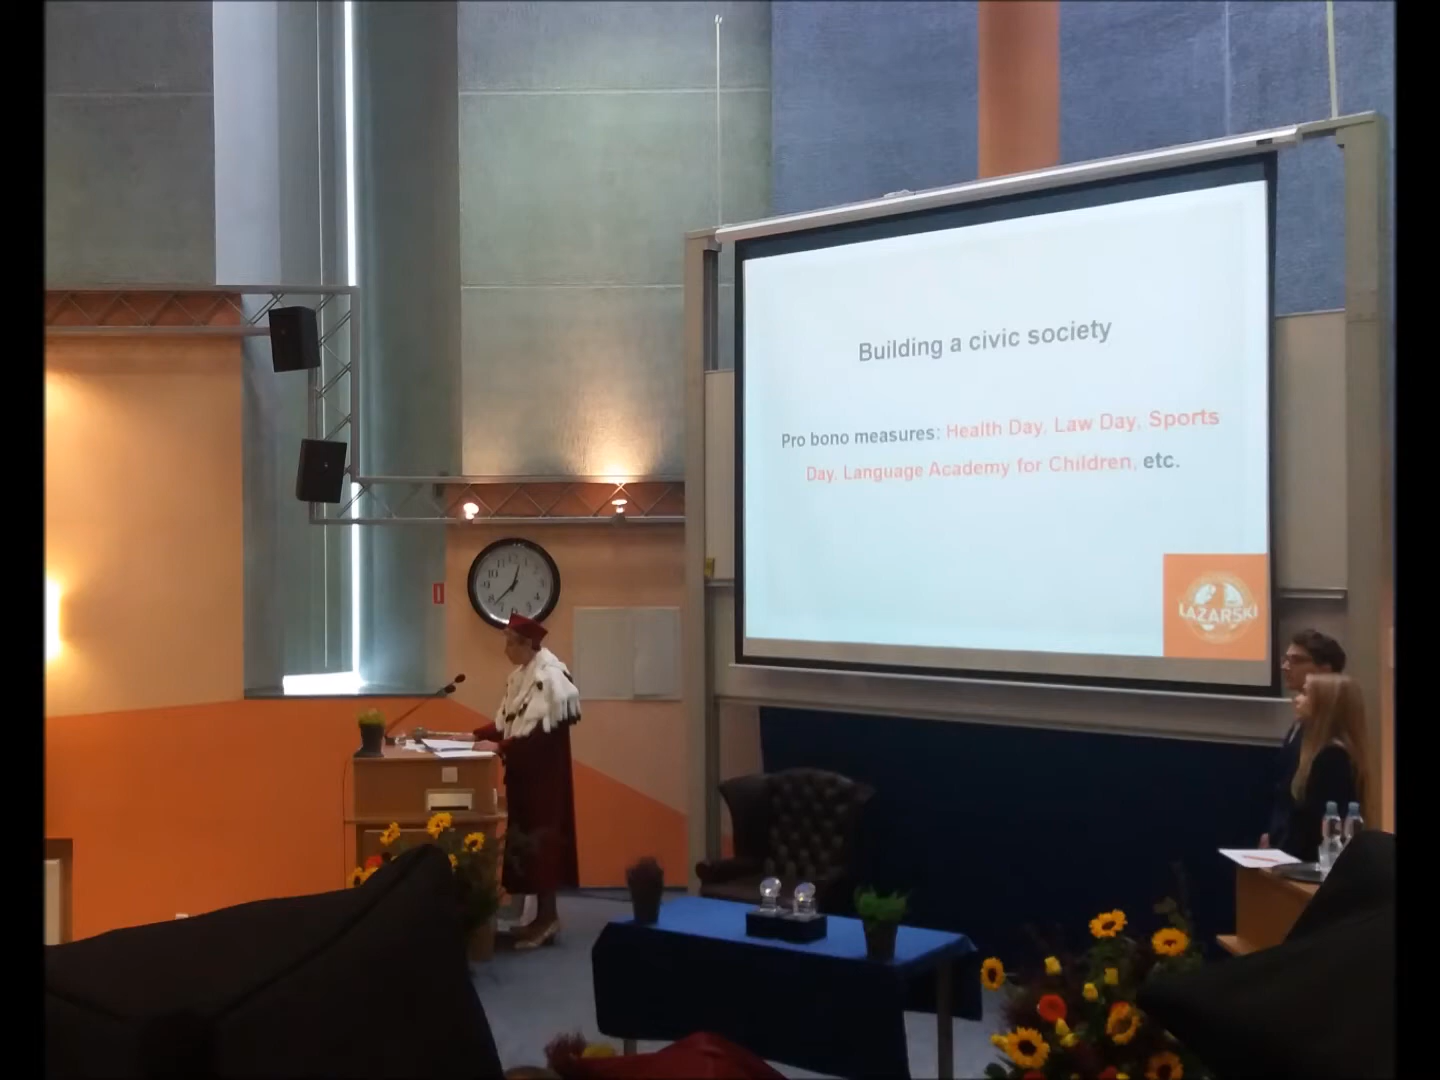 Building a civic society
Pro bono measures: Health Day, Law Day, Sports
Day, Language Academy for Children, etc.
LAZARSKI